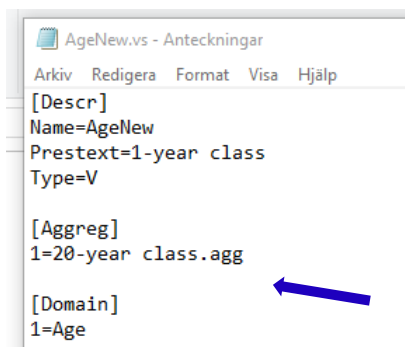 AgeNew.vs - Anteckningar
Arkiv Redigera Format Visa Hjälp
[Descr]
Name=AgeNew
Prestext=1-year class
Type=V
[Aggreg]
1=20-year class.agg
[Domain]
1=Age